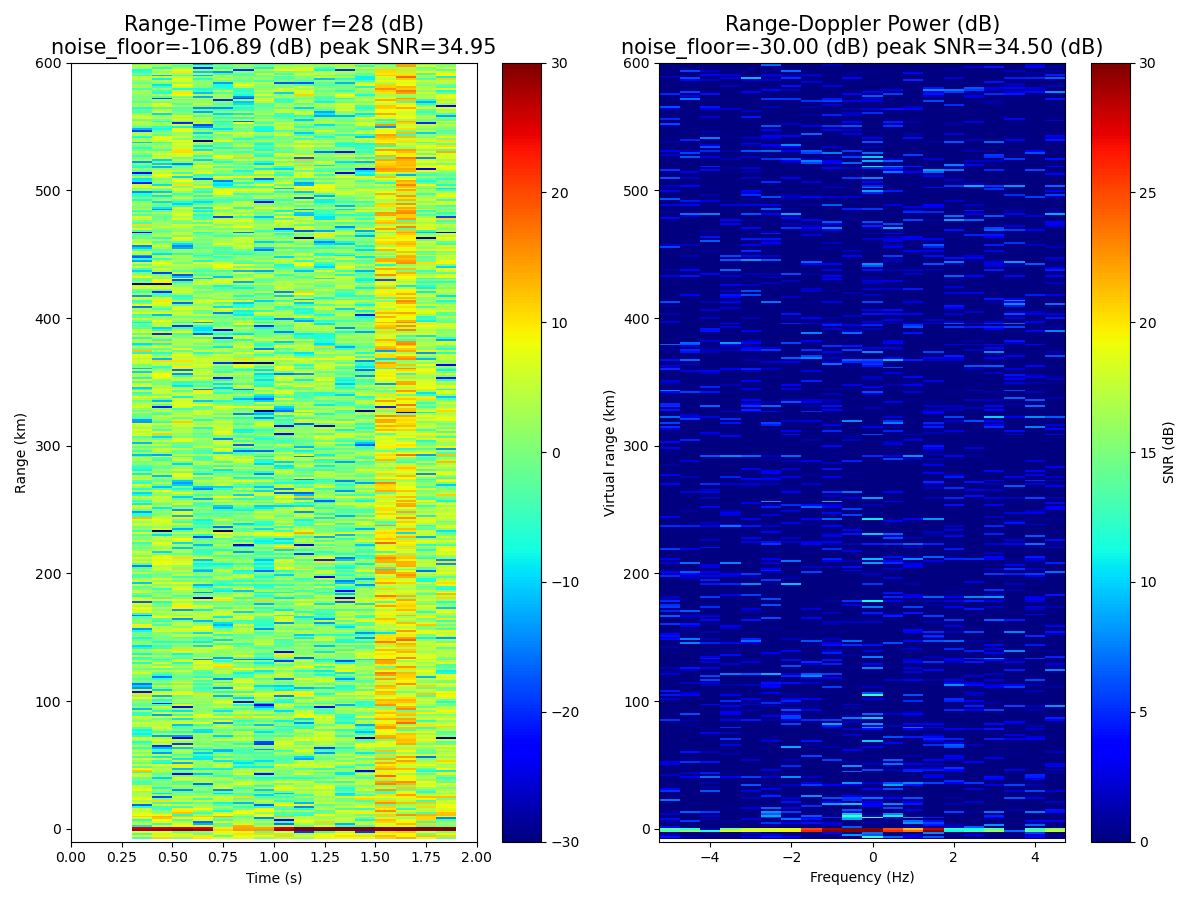 Range-Time Power f=28 (dB)
noise_floor=-106.89 (dB) peak SNR=34.95
Range-Doppler Power (dB)
noise_floor=-30.00 (dB) peak SNR=34.50 (dB)
600
500
400
300
200
100
0
Range (km)
0.00 0.25 0.50 0.75 1.00 1.25 1.50 1.75 2.00
Time (s)
30
20
10
0
−10
−20
−30
600
500
400
300
200
100
0
Virtual range (km)
−4 −2 0 2 4
Frequency (Hz)
30
25
20
15
10
5
0
SNR (dB)